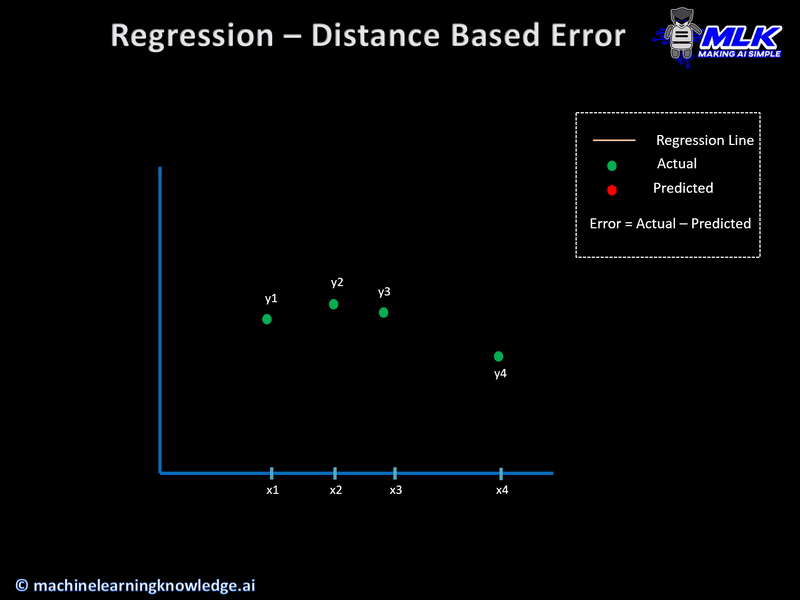 Regression – Distance Based Error
MLK
MAKING AI SIMPLE
Regression Line
Actual
Predicted
Error = Actual – Predicted
y1
y2
y3
y4
x1
x2
x3
x4
© machinelearningknowledge.ai